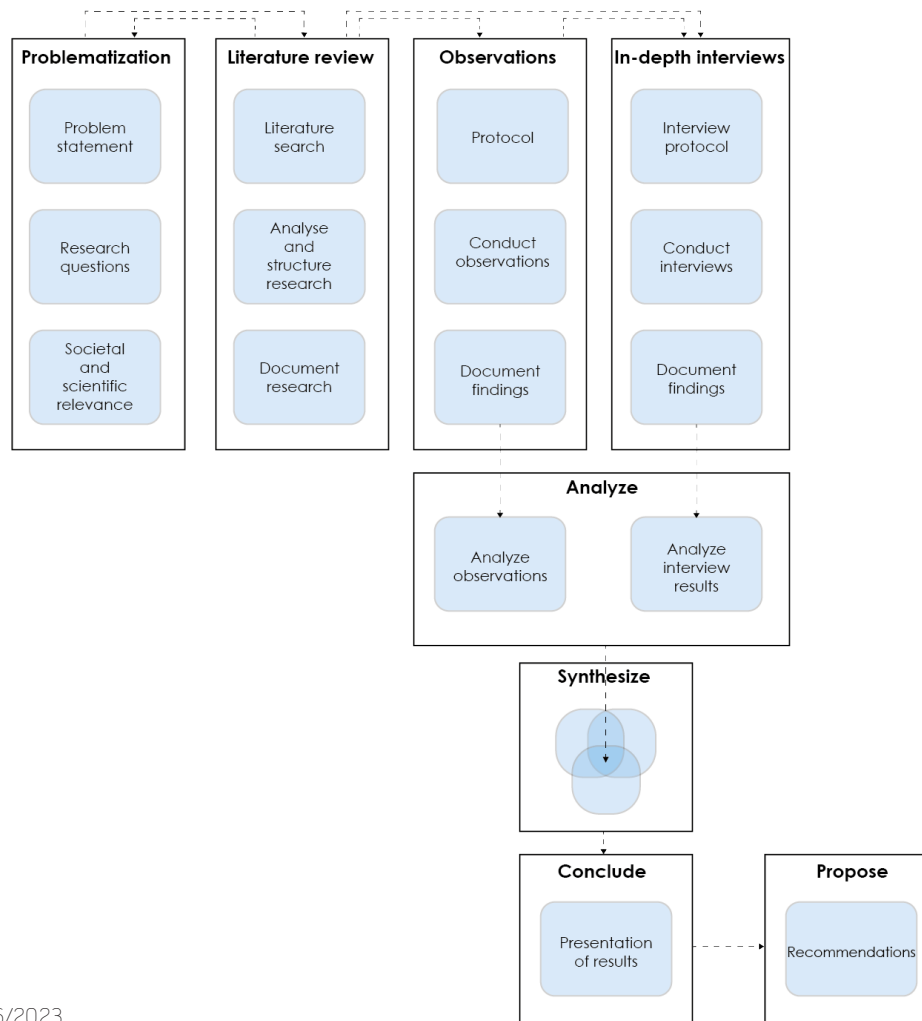 Problematization
Problem
statement
Research
questions
Societal
and
scientific
relevance
Literature review
Literature
search
Analyse
and
structure
research
Document
research
Observations
Protocol
Conduct
observations
Document
findings
In-depth interviews
Interview
protocol
Conduct
interviews
Document
findings
Analyze
Analyze
observations
Analyze
interview
results
Synthesize
Conclude
Presentation
of results
Propose
Recommendations
6/2023